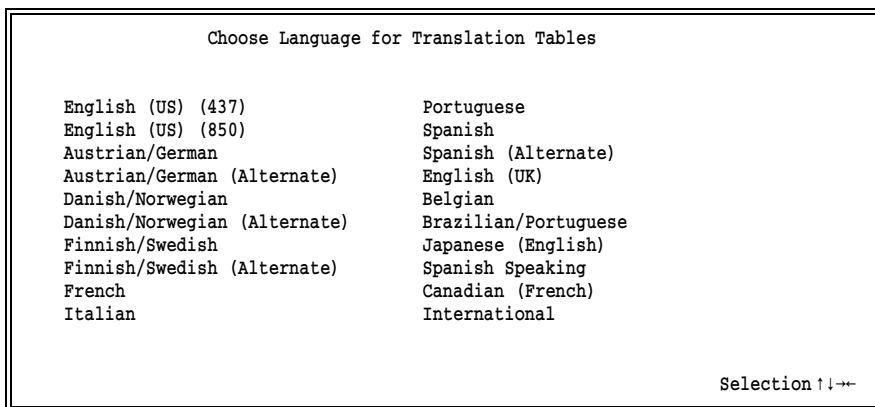 Choose Language for Translation Tables
English (US) (437) Portuguese
English (US) (850) Spanish
Austrian/German Spanish (Alternate)
Austrian/German (Alternate) English (UK)
Danish/Norwegian Belgian
Danish/Norwegian (Alternate) Brazilian/Portuguese
Finnish/Swedish Japanese (English)
Finnish/Swedish (Alternate) Spanish Speaking
French Canadian (French)
Italian International
Selection ↑↓→←